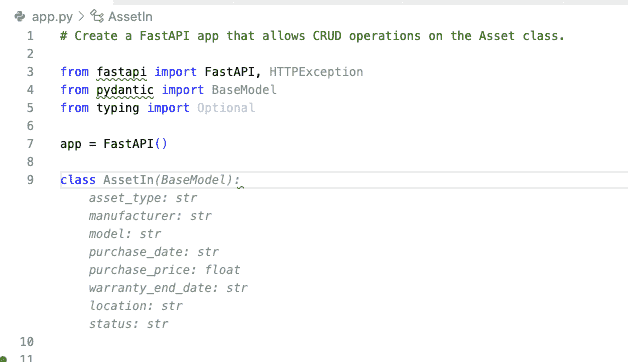 app.py > AssetIn
1 # Create a FastAPI app that allows CRUD operations on the Asset class.
2
3 from fastapi import FastAPI, HTTPException
4 from pydantic import BaseModel
5 from typing import Optional
6
7 app = FastAPI()
8
9 class AssetIn(BaseModel):
    asset_type: str
    manufacturer: str
    model: str
    purchase_date: str
    purchase_price: float
    warranty_end_date: str
    location: str
    status: str
10
11